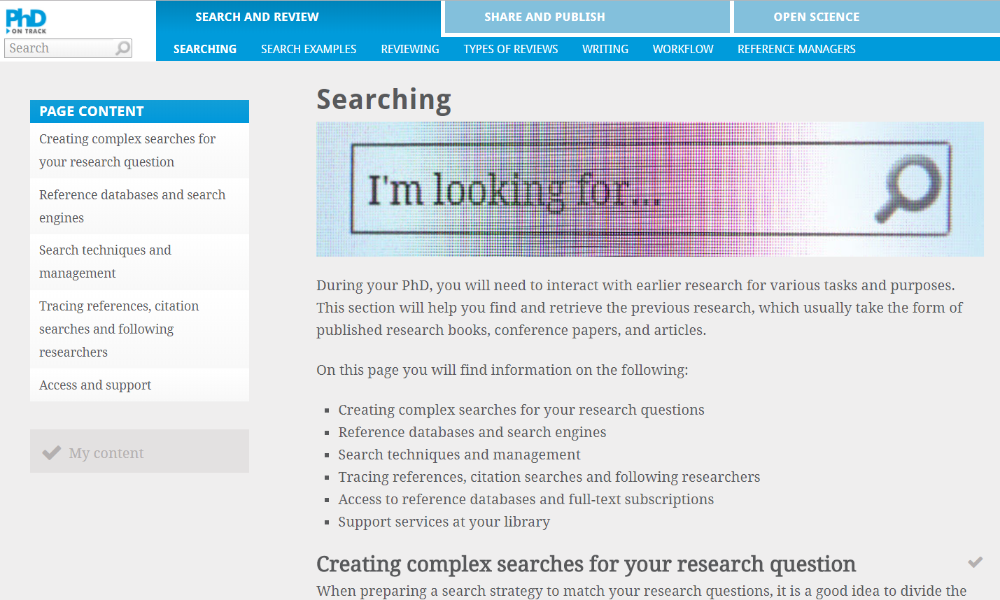 PhD
ON TRACK
Search
SEARCH AND REVIEW
SHARE AND PUBLISH
OPEN SCIENCE
SEARCHING
SEARCH EXAMPLES
REVIEWING
TYPES OF REVIEWS
WRITING
WORKFLOW
REFERENCE MANAGERS
PAGE CONTENT
Creating complex searches for
your research question
Reference databases and search
engines
Search techniques and
management
Tracing references, citation
searches and following
researchers
Access and support
My content
Searching
I'm looking for...
During your PhD, you will need to interact with earlier research for various tasks and purposes.
This section will help you find and retrieve the previous research, which usually take the form of
published research books, conference papers, and articles.
On this page you will find information on the following:
Creating complex searches for your research questions
Reference databases and search engines
Search techniques and management
Tracing references, citation searches and following researchers
Access to reference databases and full-text subscriptions
Support services at your library
Creating complex searches for your research question
When preparing a search strategy to match your research questions, it is a good idea to divide the